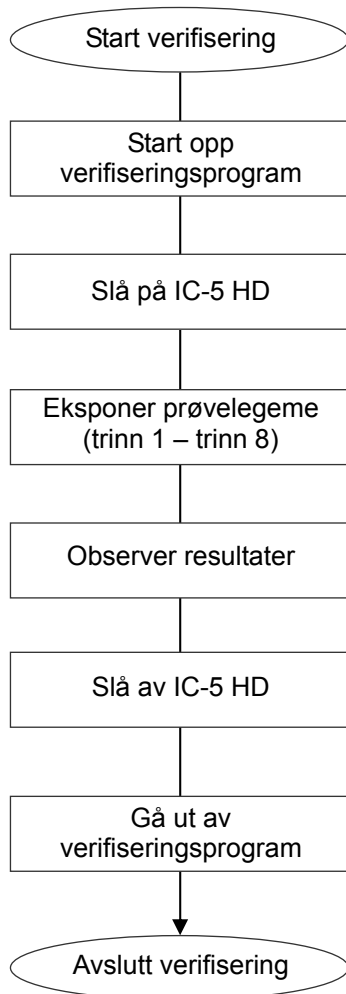 Start verifisering
Start opp
verifiseringsprogram
Slå på IC-5 HD
Eksponer prøvelegeme
(trinn 1 – trinn 8)
Observer resultater
Slå av IC-5 HD
Gå ut av
verifiseringsprogram
Avslutt verifisering